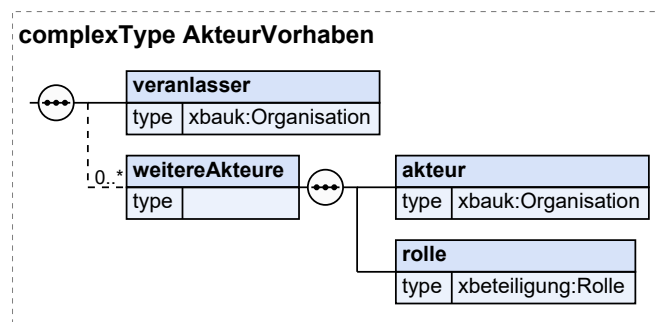 complexType AkteurVorhaben
veranlasser
type xbauk:Organisation
0..*
weitereAkteure
type
akteur
type xbauk:Organisation
rolle
type xbeteiligung:Rolle